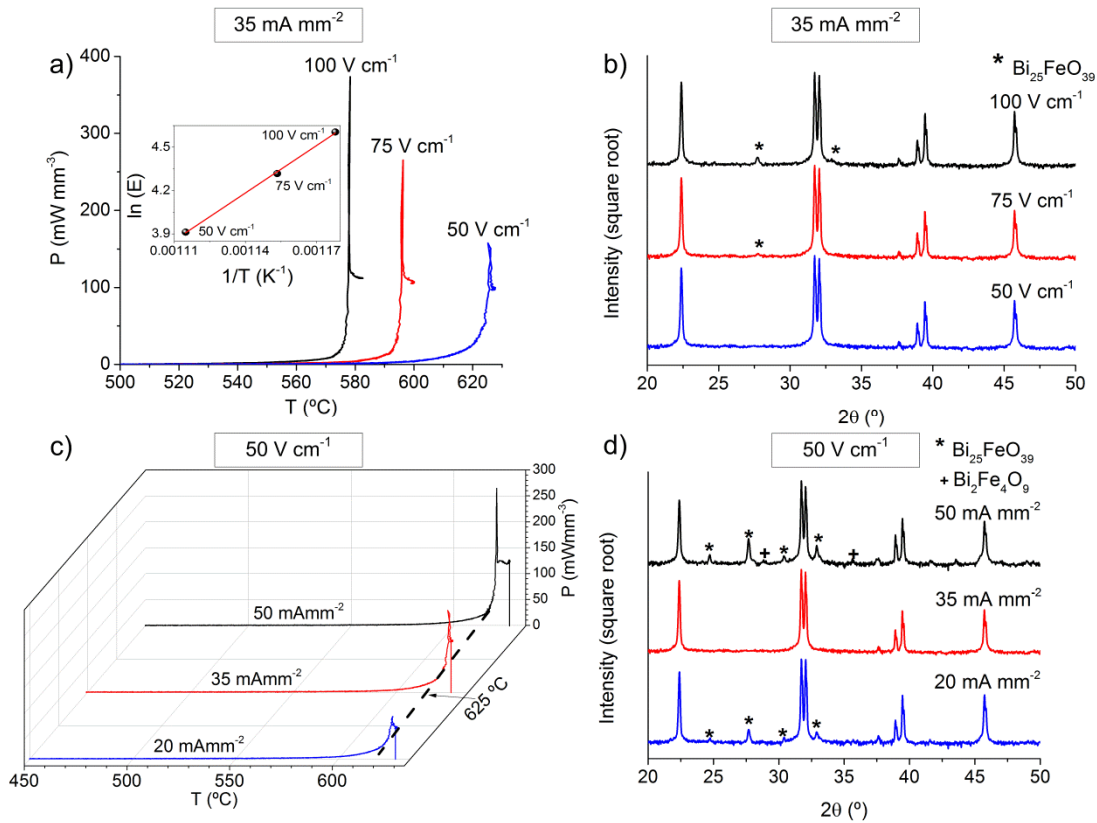 35 mA mm⁻²
a)
400
300
200
100
0
P (mW mm⁻³)
100 V cm⁻¹
75 V cm⁻¹
50 V cm⁻¹
4.5
4.2
3.9
ln (E)
100 V cm⁻¹
75 V cm⁻¹
50 V cm⁻¹
0.00111 0.00114 0.00117
1/T (K⁻¹)
500 520 540 560 580 600 620
T (ºC)
35 mA mm⁻²
b)
* Bi₂₅FeO₃₉
100 V cm⁻¹
* *
75 V cm⁻¹
*
50 V cm⁻¹
Intensity (square root)
20 25 30 35 40 45 50
2θ (º)
c)
50 V cm⁻¹
300
250
200
150
100
50
0
P (mWmm⁻³)
50 mAmm⁻²
35 mAmm⁻²
20 mAmm⁻²
625 ºC
450 500 550 600
T (ºC)
50 V cm⁻¹
d)
* Bi₂₅FeO₃₉
+ Bi₂Fe₄O₉
50 mA mm⁻²
* * + * * +
35 mA mm⁻²
20 mA mm⁻²
* * * *
Intensity (square root)
20 25 30 35 40 45 50
2θ (º)